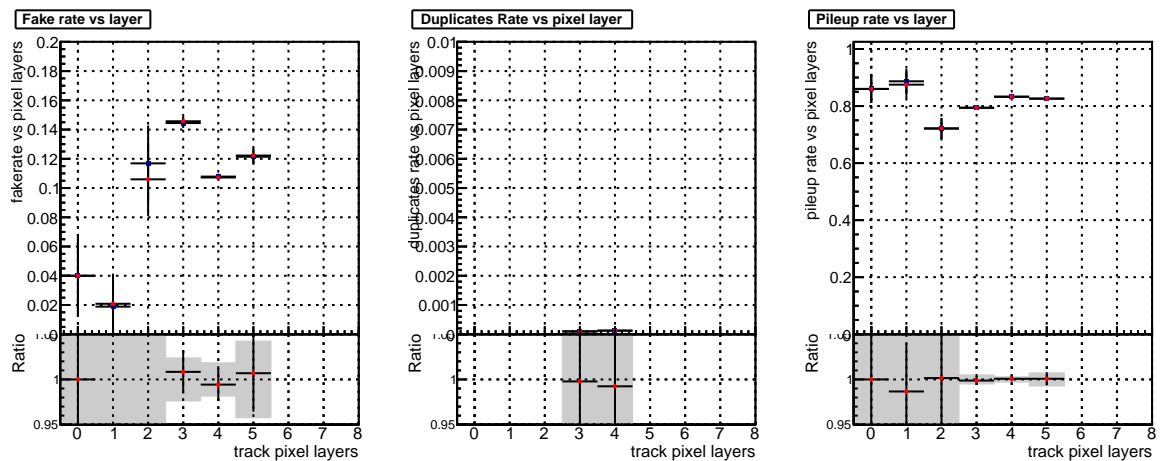 Fake rate vs layer
fakerate vs pixel layers
0.2
0.18
0.16
0.14
0.12
0.1
0.08
0.06
0.04
0.02
Ratio
1
0.95
0 1 2 3 4 5 6 7 8
track pixel layers
Duplicates Rate vs pixel layer
duplicates rate vs pixel layers
0.01
0.009
0.008
0.007
0.006
0.005
0.004
0.003
0.002
0.001
0
Ratio
1
0.95
0 1 2 3 4 5 6 7 8
track pixel layers
Pileup rate vs layer
pileup rate vs pixel layers
1
0.8
0.6
0.4
0.2
0
Ratio
1
0.95
0 1 2 3 4 5 6 7 8
track pixel layers